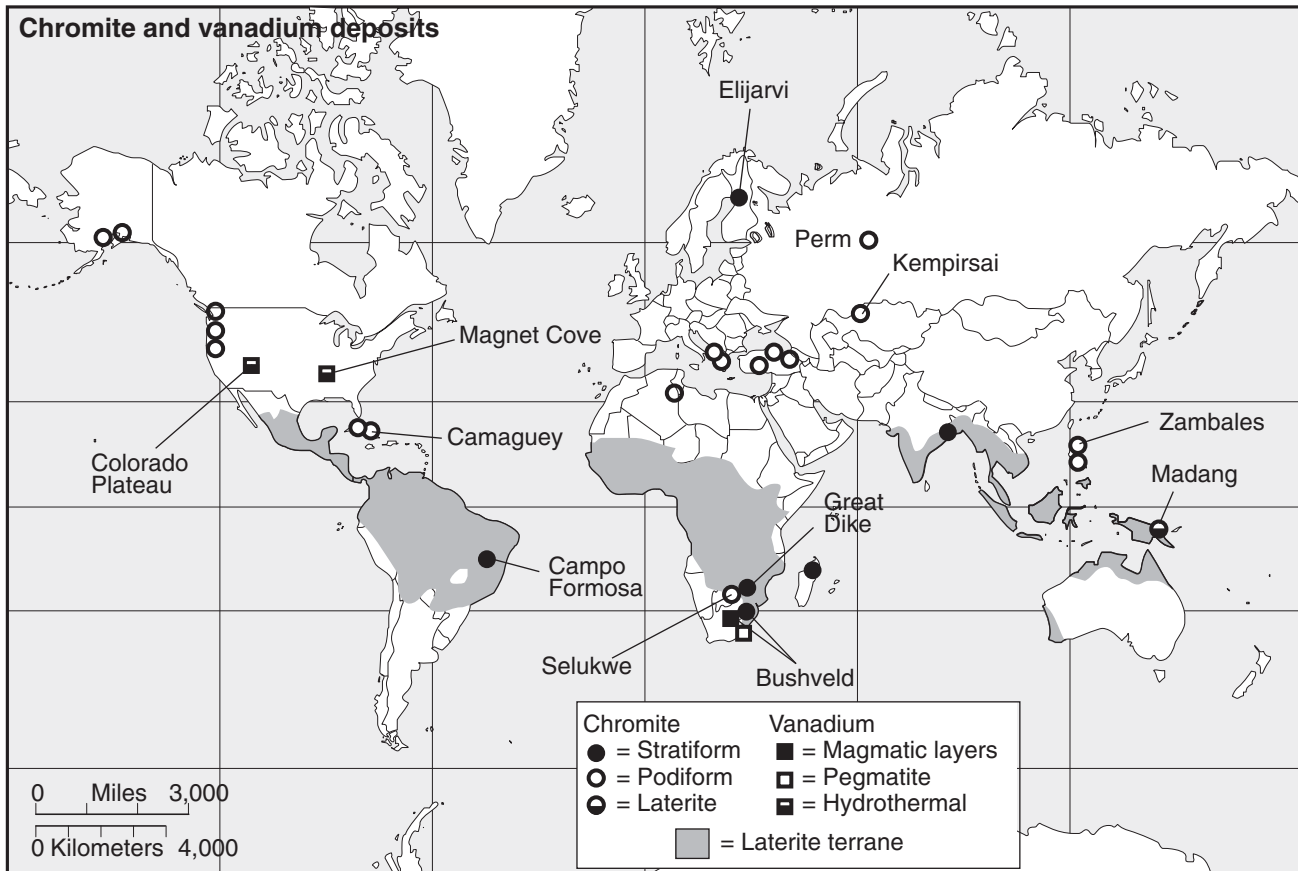 Chromite and vanadium deposits
Elijarvi
Perm
Kempirsai
Magnet Cove
Zambales
Camaguey
Colorado
Plateau
Madang
Great
Dike
Campo
Formosa
Selukwe
Bushveld
Chromite
= Stratiform
= Podiform
= Laterite
Vanadium
= Magmatic layers
= Pegmatite
= Hydrothermal
= Laterite terrane
0 Miles 3,000
0 Kilometers 4,000